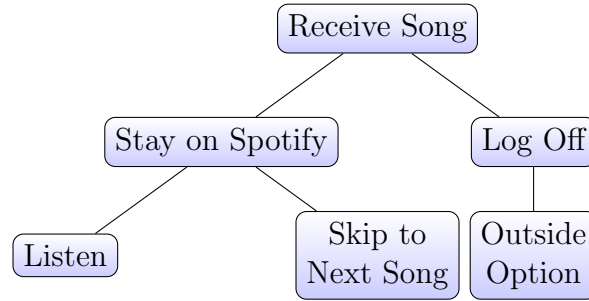 Receive Song
Stay on Spotify
Log Off
Listen
Skip to
Next Song
Outside
Option